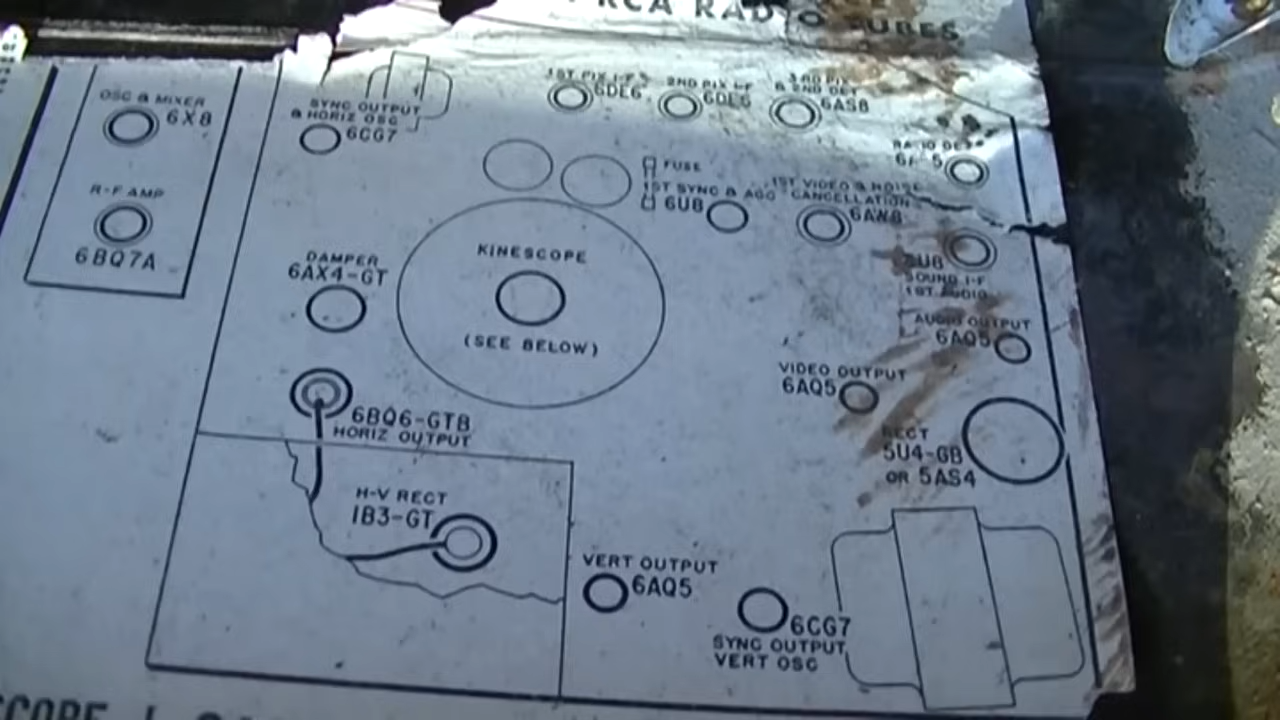 RCA RADIO TUBES
OSC & MIXER
6X8
R-F AMP
6BQ7A
SYNC OUTPUT
& HORIZ OSC
6CG7
1ST PIX I-F
6DE6
2ND PIX I-F
6DE6
3RD PIX
& 2ND DET
6AS8
RATIO DET
FUSE
1ST SYNC & AGC
6U8
1ST VIDEO & NOISE
CANCELLATION
6AW8
DAMPER
6AX4-GT
KINESCOPE
(SEE BELOW)
SOUND I-F
1ST AUDIO
AUDIO OUTPUT
6AQ5
VIDEO OUTPUT
6AQ5
6BQ6-GTB
HORIZ OUTPUT
RECT
5U4-GB
OR 5AS4
H-V RECT
1B3-GT
VERT OUTPUT
6AQ5
6CG7
SYNC OUTPUT
VERT OSC